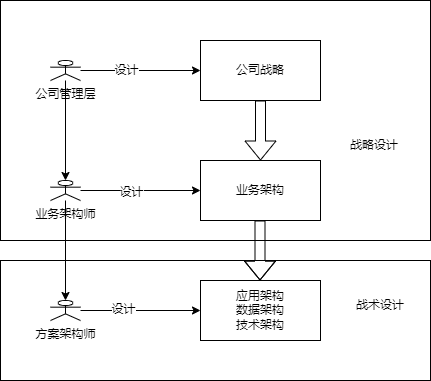 设计
公司战略
公司管理层
战略设计
设计
业务架构
业务架构师
设计
应用架构
数据架构
技术架构
战术设计
方案架构师